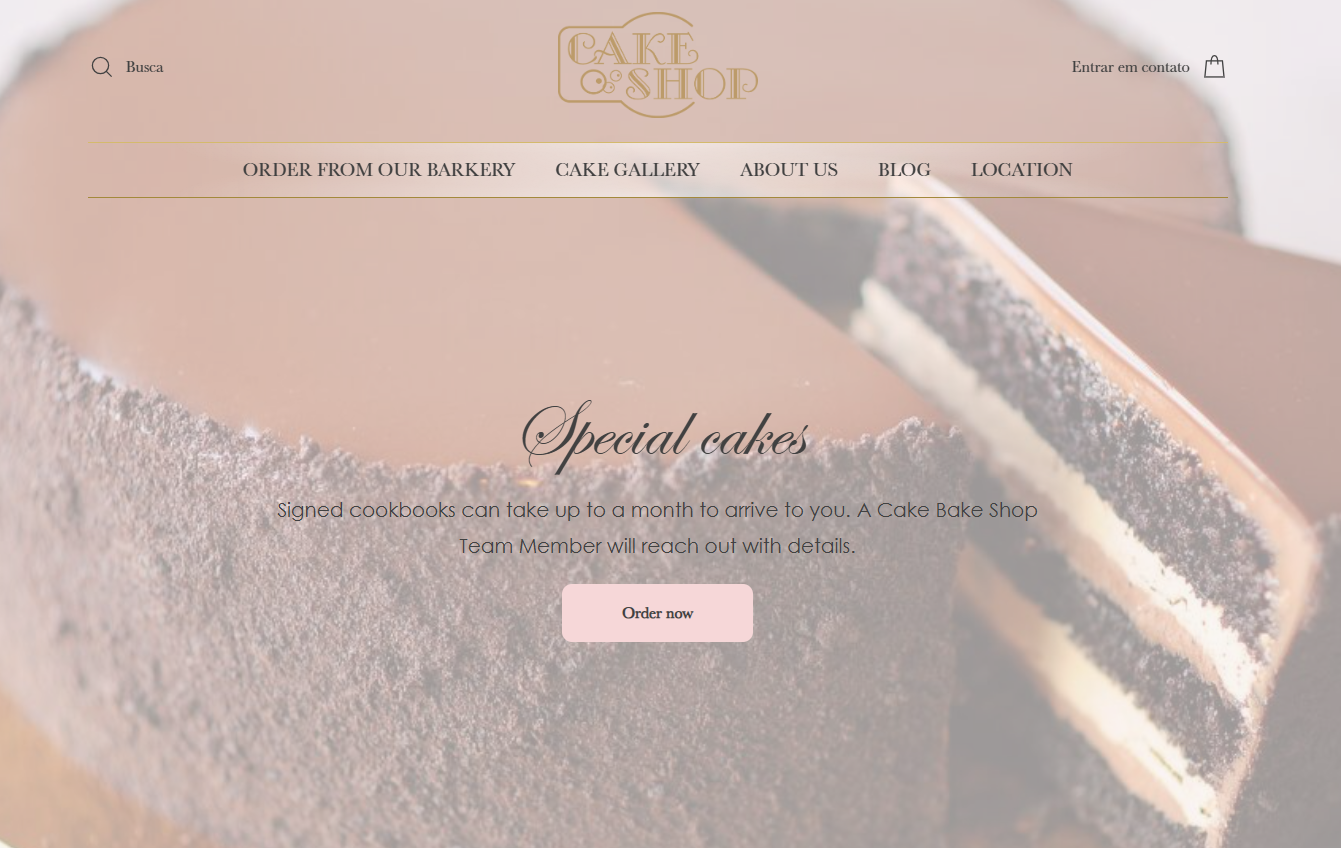 Busca
CAKE
SHOP
Entrar em contato
ORDER FROM OUR BARKERY CAKE GALLERY ABOUT US BLOG LOCATION
Special cakes
Signed cookbooks can take up to a month to arrive to you. A Cake Bake Shop
Team Member will reach out with details.
Order now